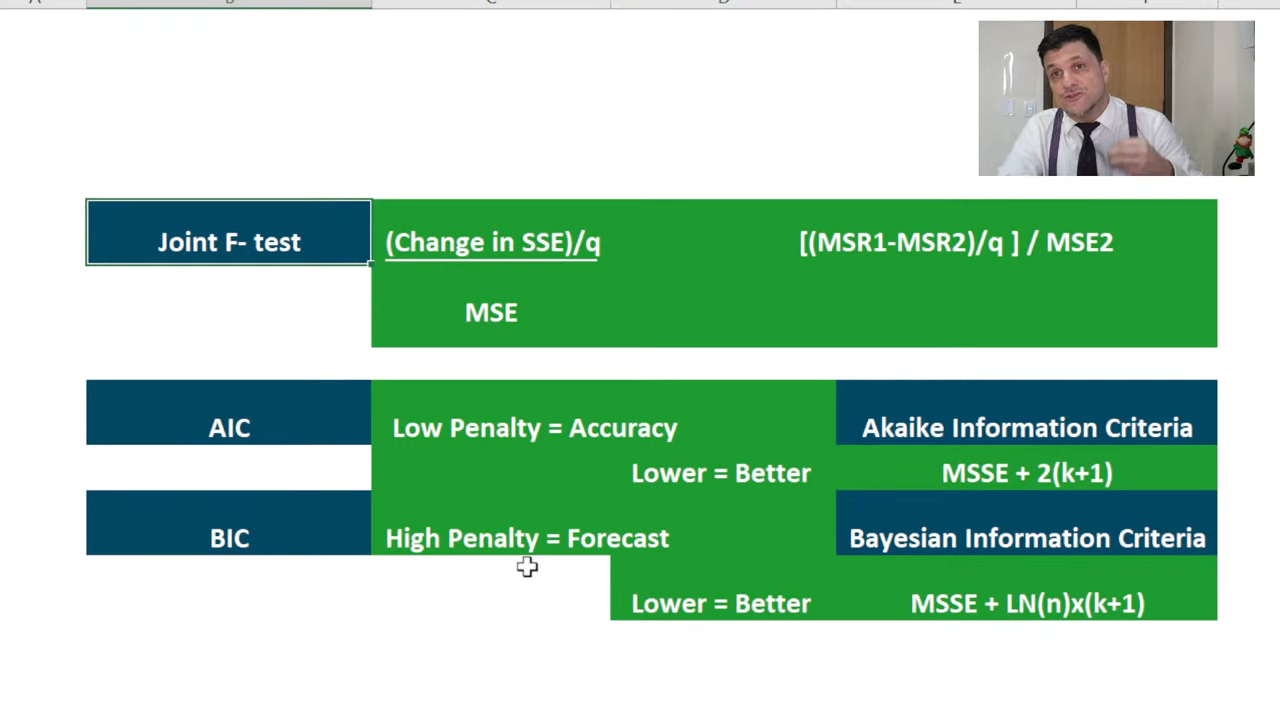 Joint F- test
(Change in SSE)/q
[(MSR1-MSR2)/q ] / MSE2
MSE
AIC
Low Penalty = Accuracy
Akaike Information Criteria
Lower = Better
MSSE + 2(k+1)
BIC
High Penalty = Forecast
Bayesian Information Criteria
Lower = Better
MSSE + LN(n)x(k+1)